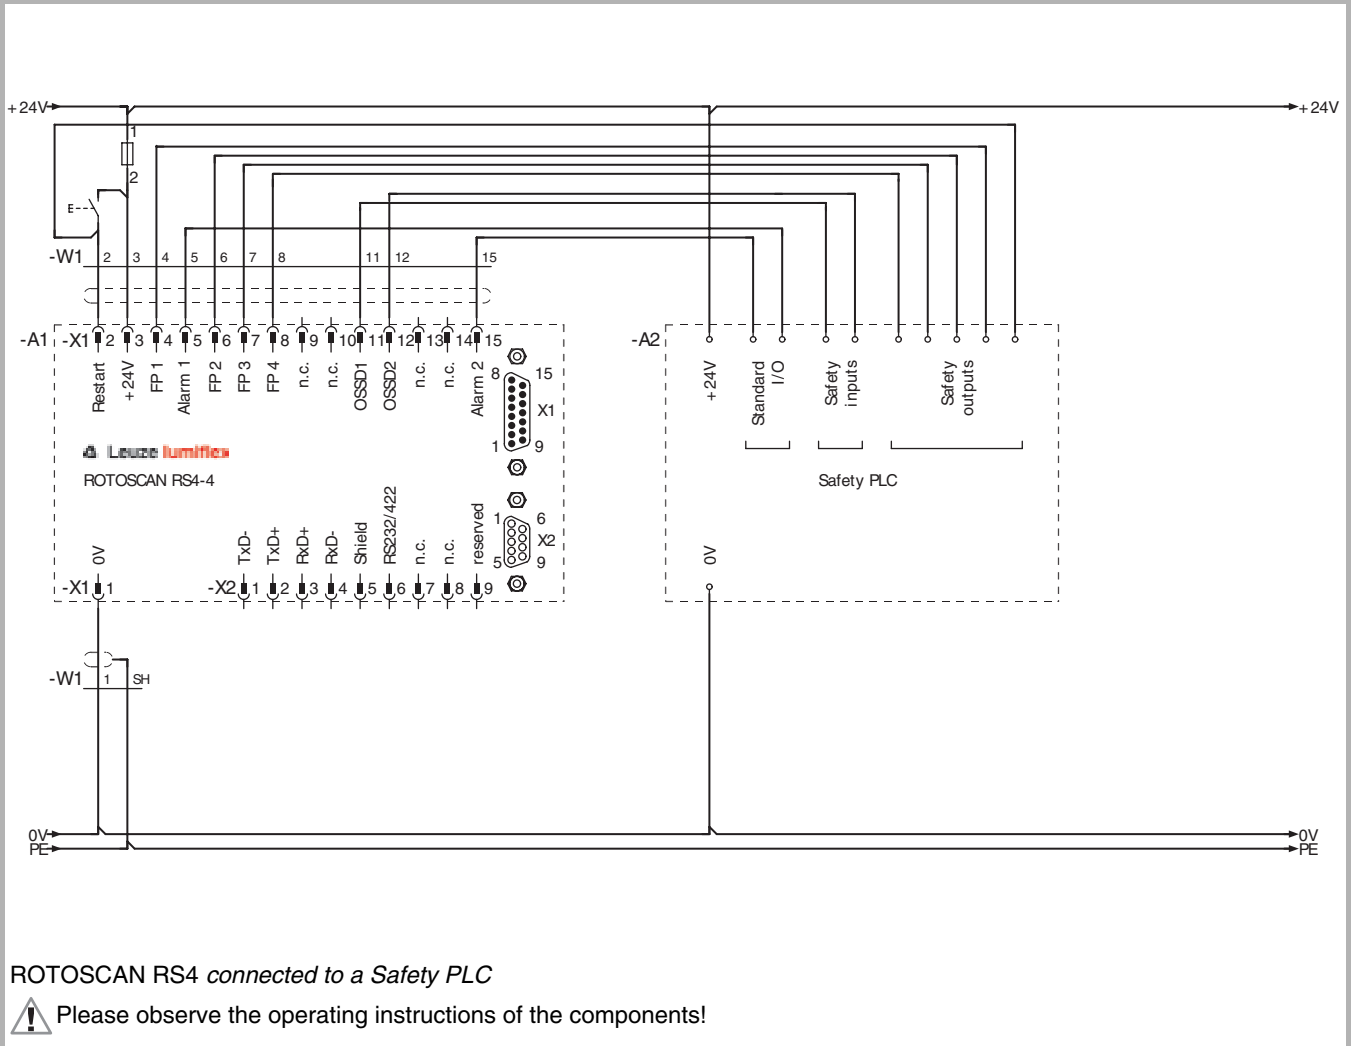 +24V +24V
1
2
E
-W1 2 3 4 5 6 7 8 11 12 15
-A1 -X1 2 3 4 5 6 7 8 9 10 11 12 13 14 15 -A2
Restart +24V FP 1 Alarm 1 FP 2 FP 3 FP 4 n.c. n.c. OSSD1 OSSD2 n.c. n.c. Alarm 2
8 15
X1
1 9
+24V Standard I/O Safety inputs Safety outputs
Leuze lumiflex
ROTOSCAN RS4-4 Safety PLC
1 6
X2
5 9
0V TxD- TxD+ RxD+ RxD- Shield RS232/422 n.c. n.c. reserved 0V
-X1 1 -X2 1 2 3 4 5 6 7 8 9
-W1 1 SH
0V 0V
PE PE
ROTOSCAN RS4 connected to a Safety PLC
Please observe the operating instructions of the components!